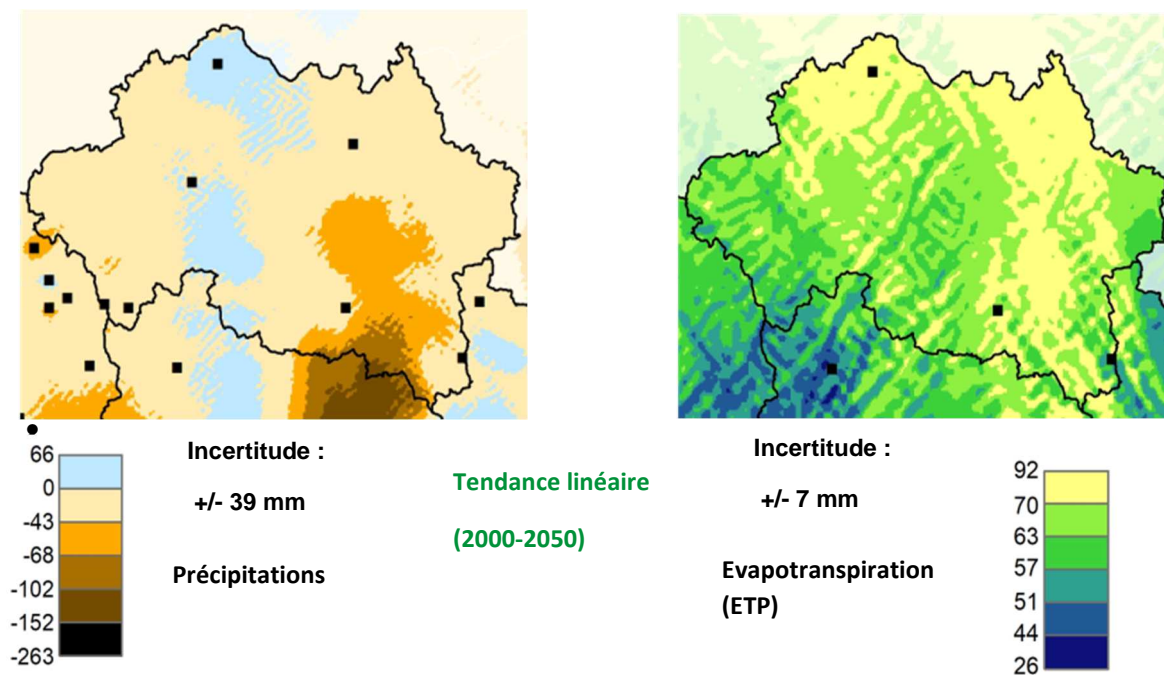 66
0
-43
-68
-102
-152
-263
Incertitude :
+/- 39 mm
Précipitations
Tendance linéaire
(2000-2050)
Incertitude :
+/- 7 mm
Evapotranspiration
(ETP)
92
70
63
57
51
44
26